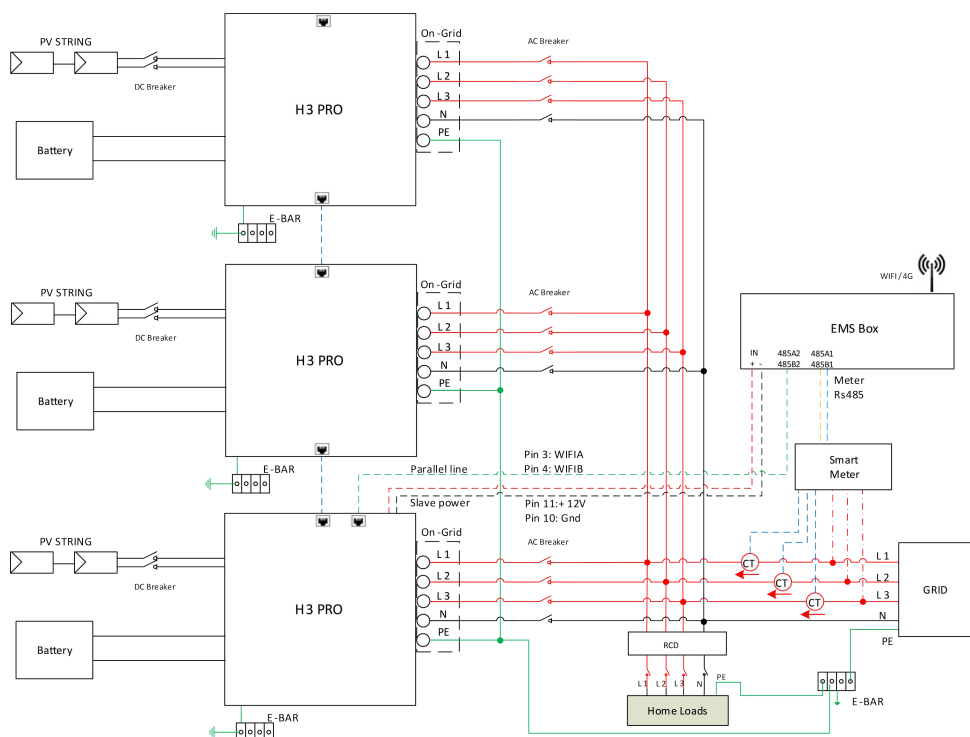 PV STRING
DC Breaker
Battery
H3 PRO
E-BAR
On-Grid
L1
L2
L3
N
PE
AC Breaker
PV STRING
DC Breaker
Battery
H3 PRO
E-BAR
On-Grid
L1
L2
L3
N
PE
AC Breaker
WIFI/4G
EMS Box
IN
+ -
485A2
485B2
485A1
485B1
Meter
Rs485
Smart
Meter
Parallel line
Pin 3: WIFIA
Pin 4: WIFIB
Slave power
Pin 11:+ 12V
Pin 10: Gnd
PV STRING
DC Breaker
Battery
H3 PRO
E-BAR
On-Grid
L1
L2
L3
N
PE
AC Breaker
CT
CT
CT
L1
L2
L3
N
PE
GRID
RCD
L1
L2
L3
N
PE
Home Loads
E-BAR